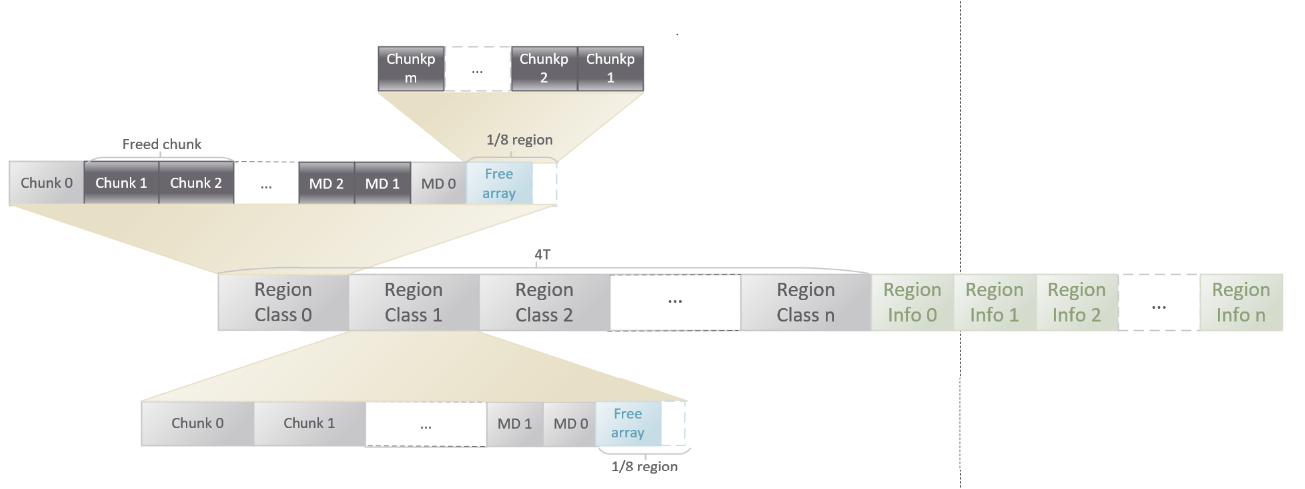 Chunkp
m
...
Chunkp
2
Chunkp
1
Freed chunk
1/8 region
Chunk 0
Chunk 1
Chunk 2
...
MD 2
MD 1
MD 0
Free
array
4T
Region
Class 0
Region
Class 1
Region
Class 2
...
Region
Class n
Region
Info 0
Region
Info 1
Region
Info 2
...
Region
Info n
Chunk 0
Chunk 1
...
MD 1
MD 0
Free
array
1/8 region